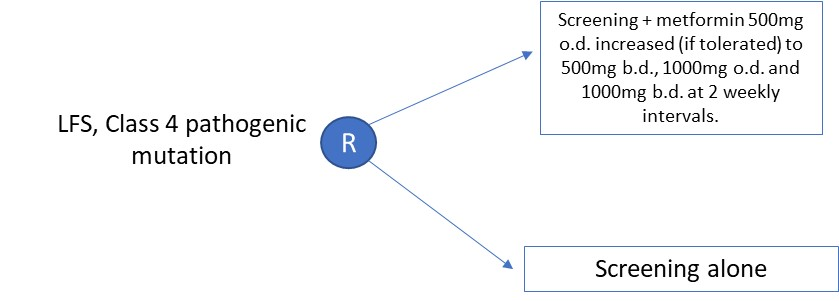 LFS, Class 4 pathogenic
mutation
R
Screening + metformin 500mg
o.d. increased (if tolerated) to
500mg b.d., 1000mg o.d. and
1000mg b.d. at 2 weekly
intervals.
Screening alone